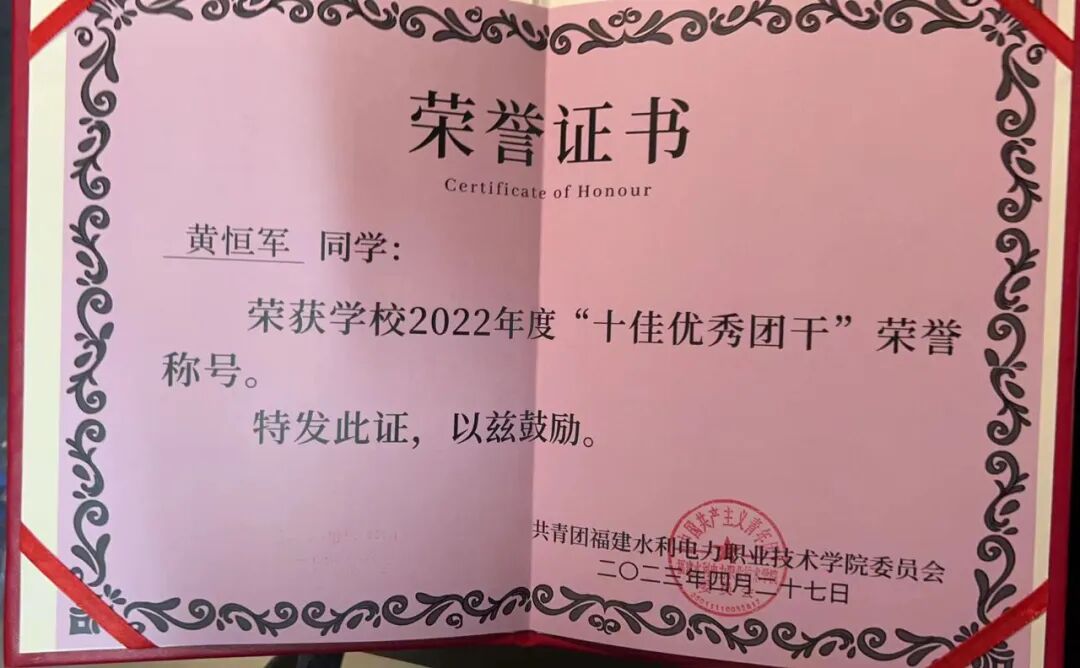 荣誉证书
Certificate of Honour
黄恒军 同学：
荣获学校2022年度“十佳优秀团干”荣誉
称号。
特发此证，以兹鼓励。
共青团福建水利电力职业技术学院委员会
二〇二三年四月二十七日